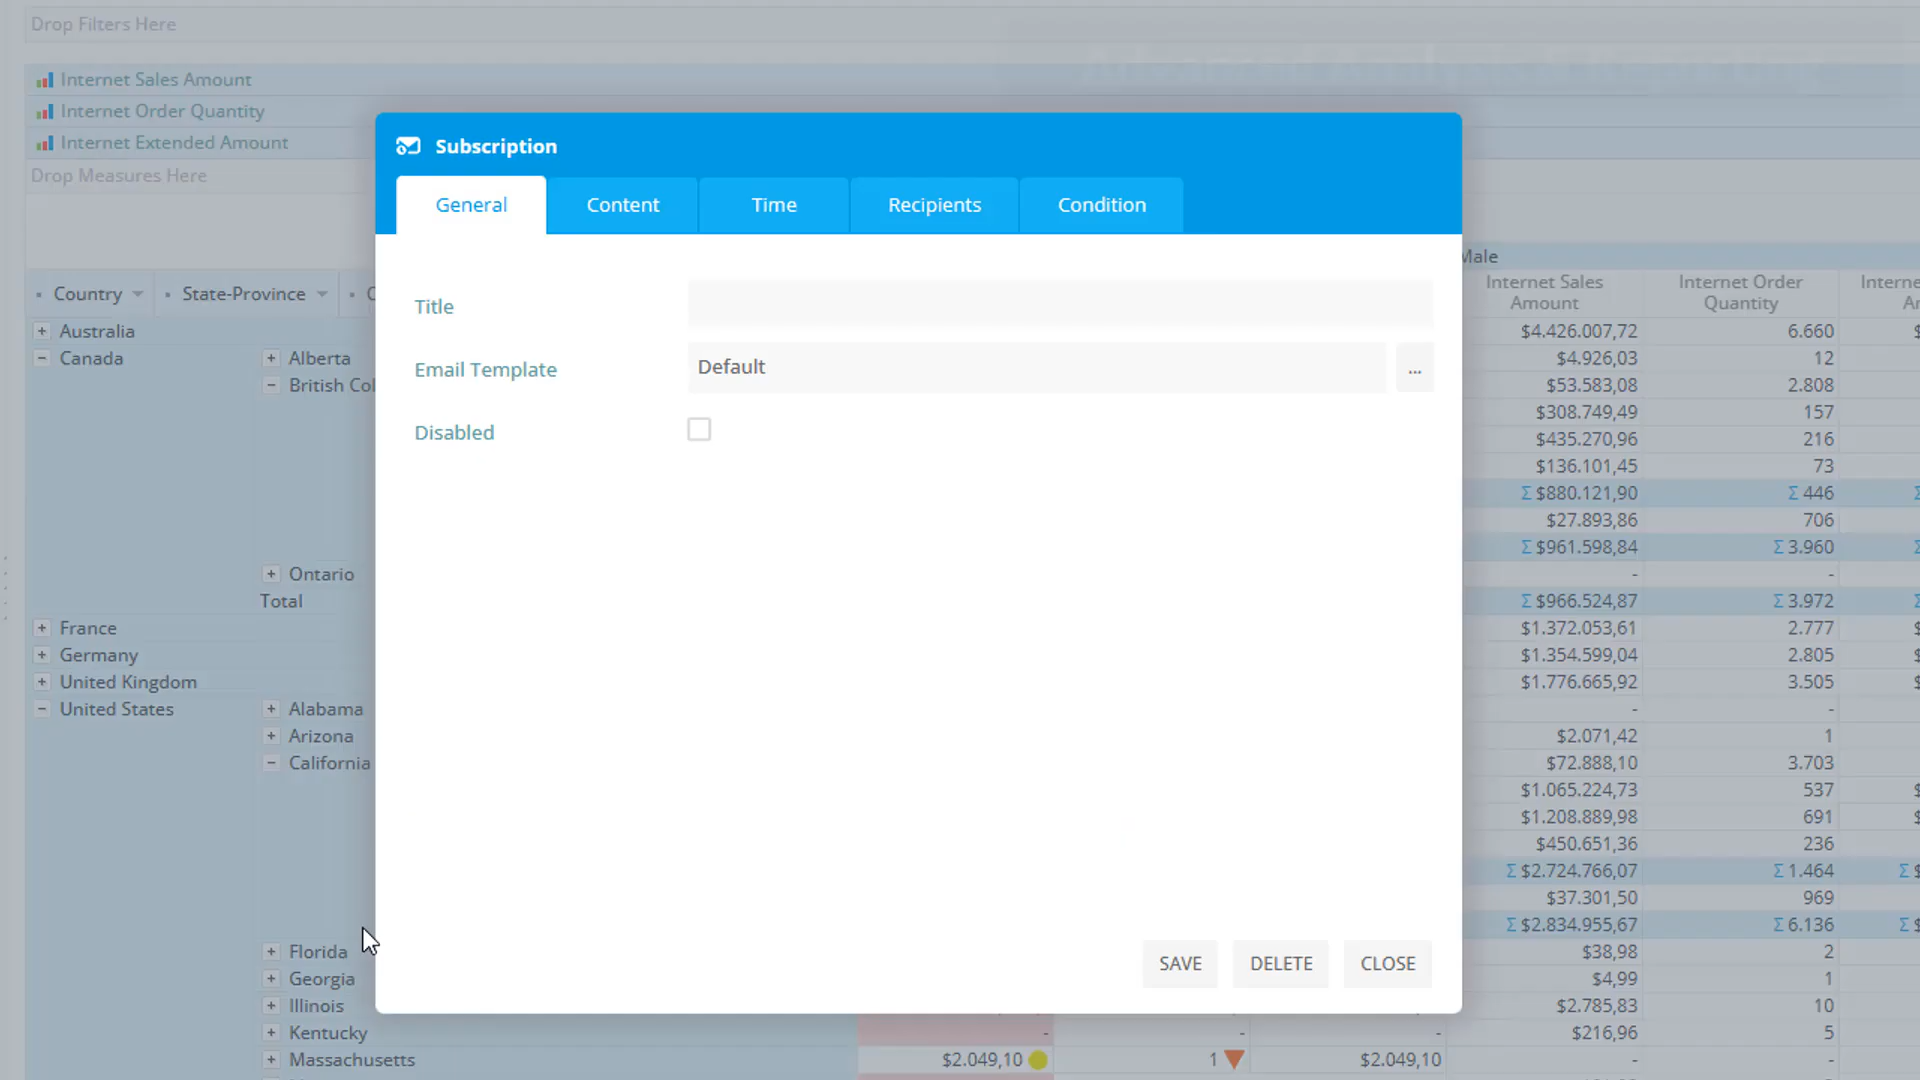 Drop Filters Here
Internet Sales Amount
Internet Order Quantity
Internet Extended Amount
Drop Measures Here
Subscription
General Content Time Recipients Condition
Title
Email Template Default ...
Disabled
SAVE DELETE CLOSE
Male
Country State-Province
Internet Sales Amount Internet Order Quantity
Australia $4.426.007,72 6.660
Canada Alberta $4.926,03 12
British Col $53.583,08 2.808
$308.749,49 157
$435.270,96 216
$136.101,45 73
Σ $880.121,90 Σ 446
$27.893,86 706
Σ $961.598,84 Σ 3.960
Ontario - -
Total Σ $966.524,87 Σ 3.972
France $1.372.053,61 2.777
Germany $1.354.599,04 2.805
United Kingdom $1.776.665,92 3.505
United States Alabama - -
Arizona $2.071,42 1
California $72.888,10 3.703
$1.065.224,73 537
$1.208.889,98 691
$450.651,36 236
Σ $2.724.766,07 Σ 1.464
$37.301,50 969
Σ $2.834.955,67 Σ 6.136
Florida $38,98 2
Georgia $4,99 1
Illinois $2.785,83 10
Kentucky - - - $216,96 5
Massachusetts $2.049,10 1 $2.049,10 - -